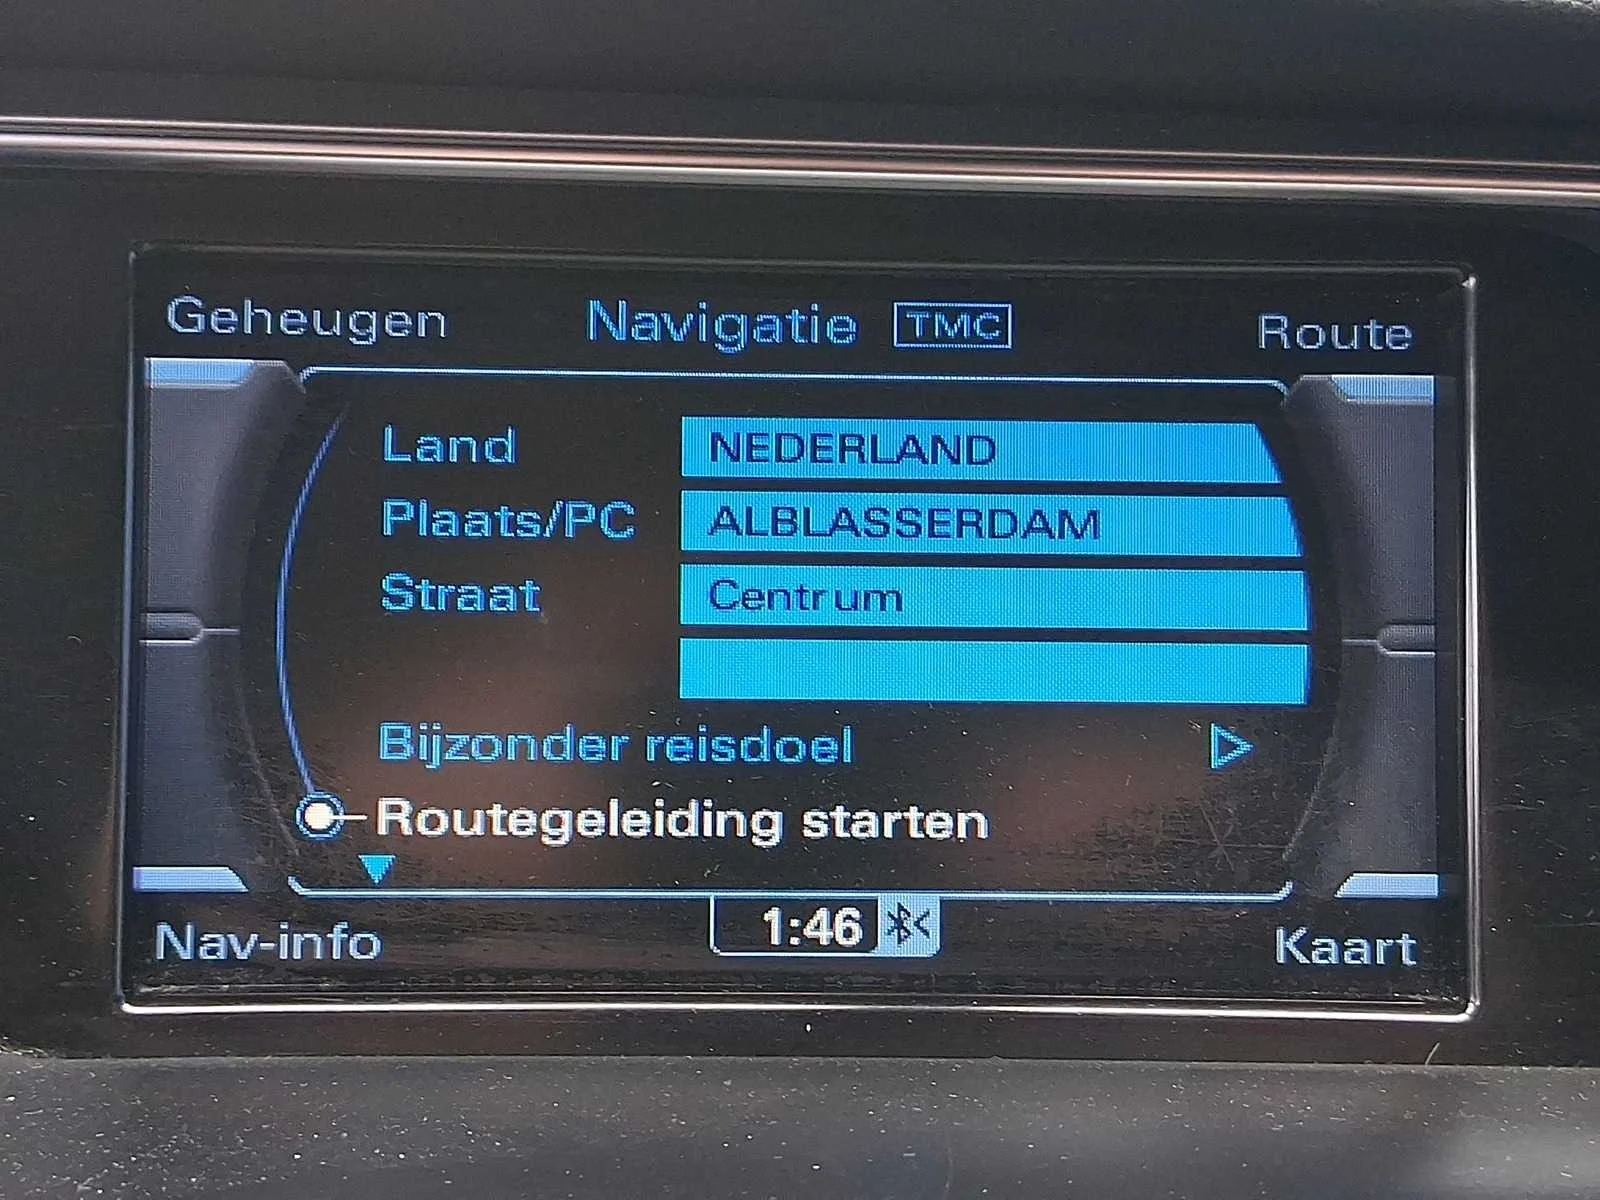 Geheugen Navigatie TMC Route
Land NEDERLAND
Plaats/PC ALBLASSERDAM
Straat Centrum
Bijzonder reisdoel
Routegeleiding starten
1:46
Nav-info Kaart